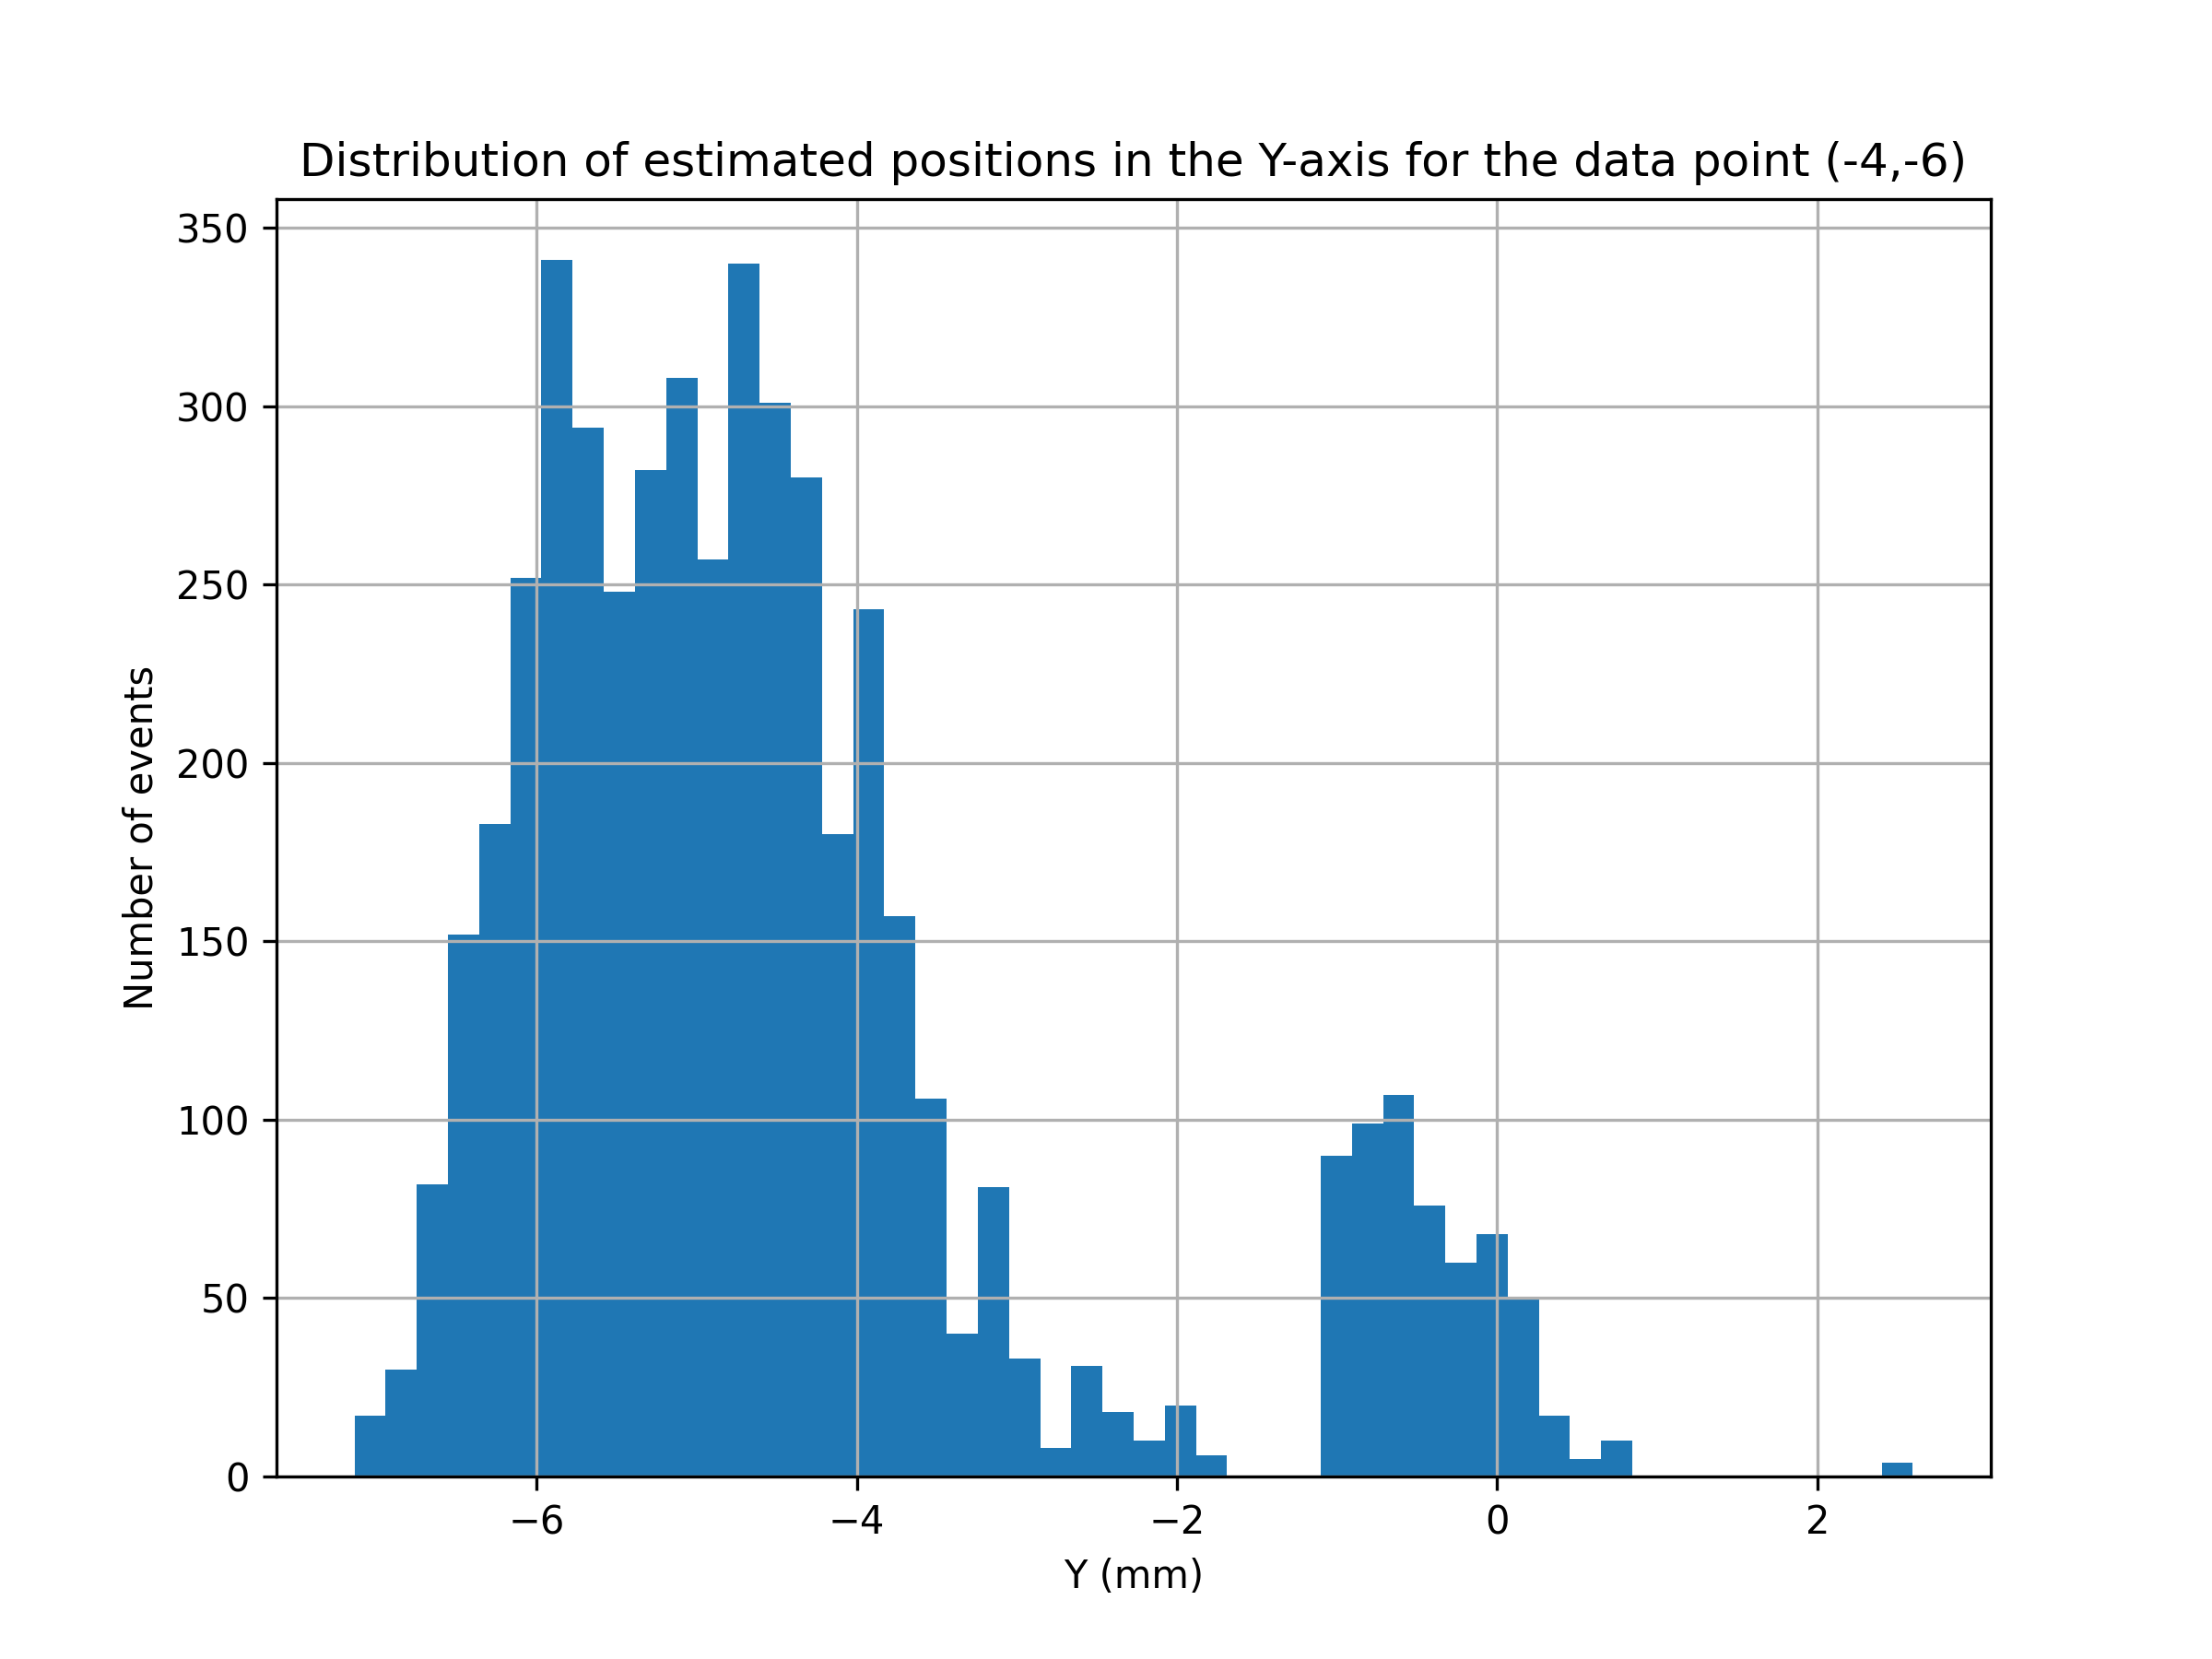 Distribution of estimated positions in the Y-axis for the data point (-4,-6)
350
300
250
200
150
100
50
0
Number of events
−6 −4 −2 0 2
Y (mm)